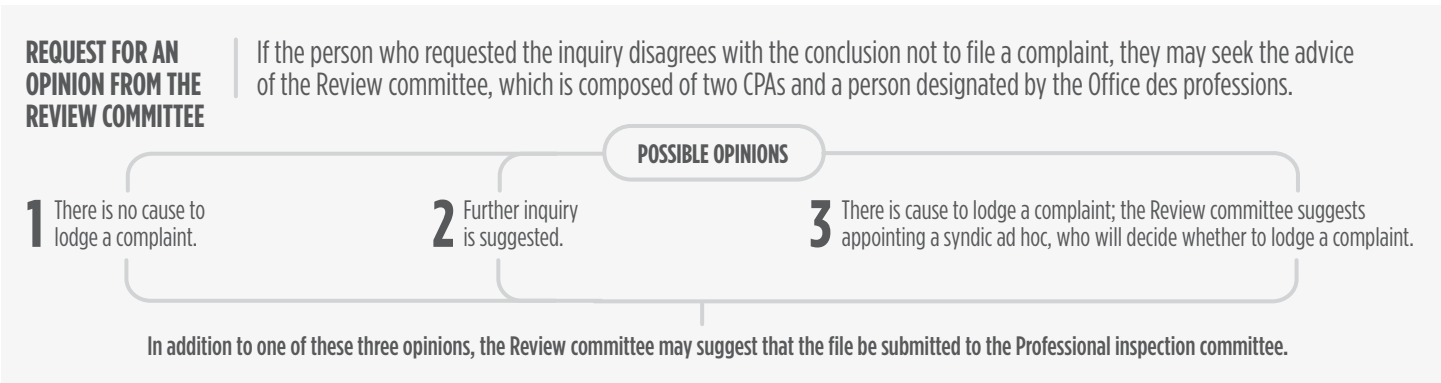 REQUEST FOR AN
OPINION FROM THE
REVIEW COMMITTEE
If the person who requested the inquiry disagrees with the conclusion not to file a complaint, they may seek the advice
of the Review committee, which is composed of two CPAs and a person designated by the Office des professions.
POSSIBLE OPINIONS
1 There is no cause to
lodge a complaint.
2 Further inquiry
is suggested.
3 There is cause to lodge a complaint; the Review committee suggests
appointing a syndic ad hoc, who will decide whether to lodge a complaint.
In addition to one of these three opinions, the Review committee may suggest that the file be submitted to the Professional inspection committee.